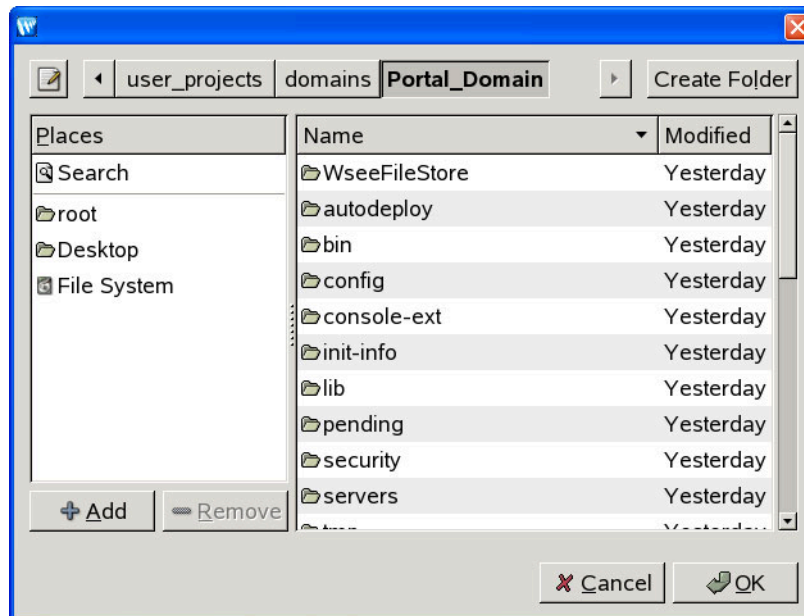 user_projects domains Portal_Domain Create Folder
Places Name Modified
Search WseeFileStore Yesterday
root autodeploy Yesterday
Desktop bin Yesterday
File System config Yesterday
console-ext Yesterday
init-info Yesterday
lib Yesterday
pending Yesterday
security Yesterday
servers Yesterday
Add Remove
Cancel OK